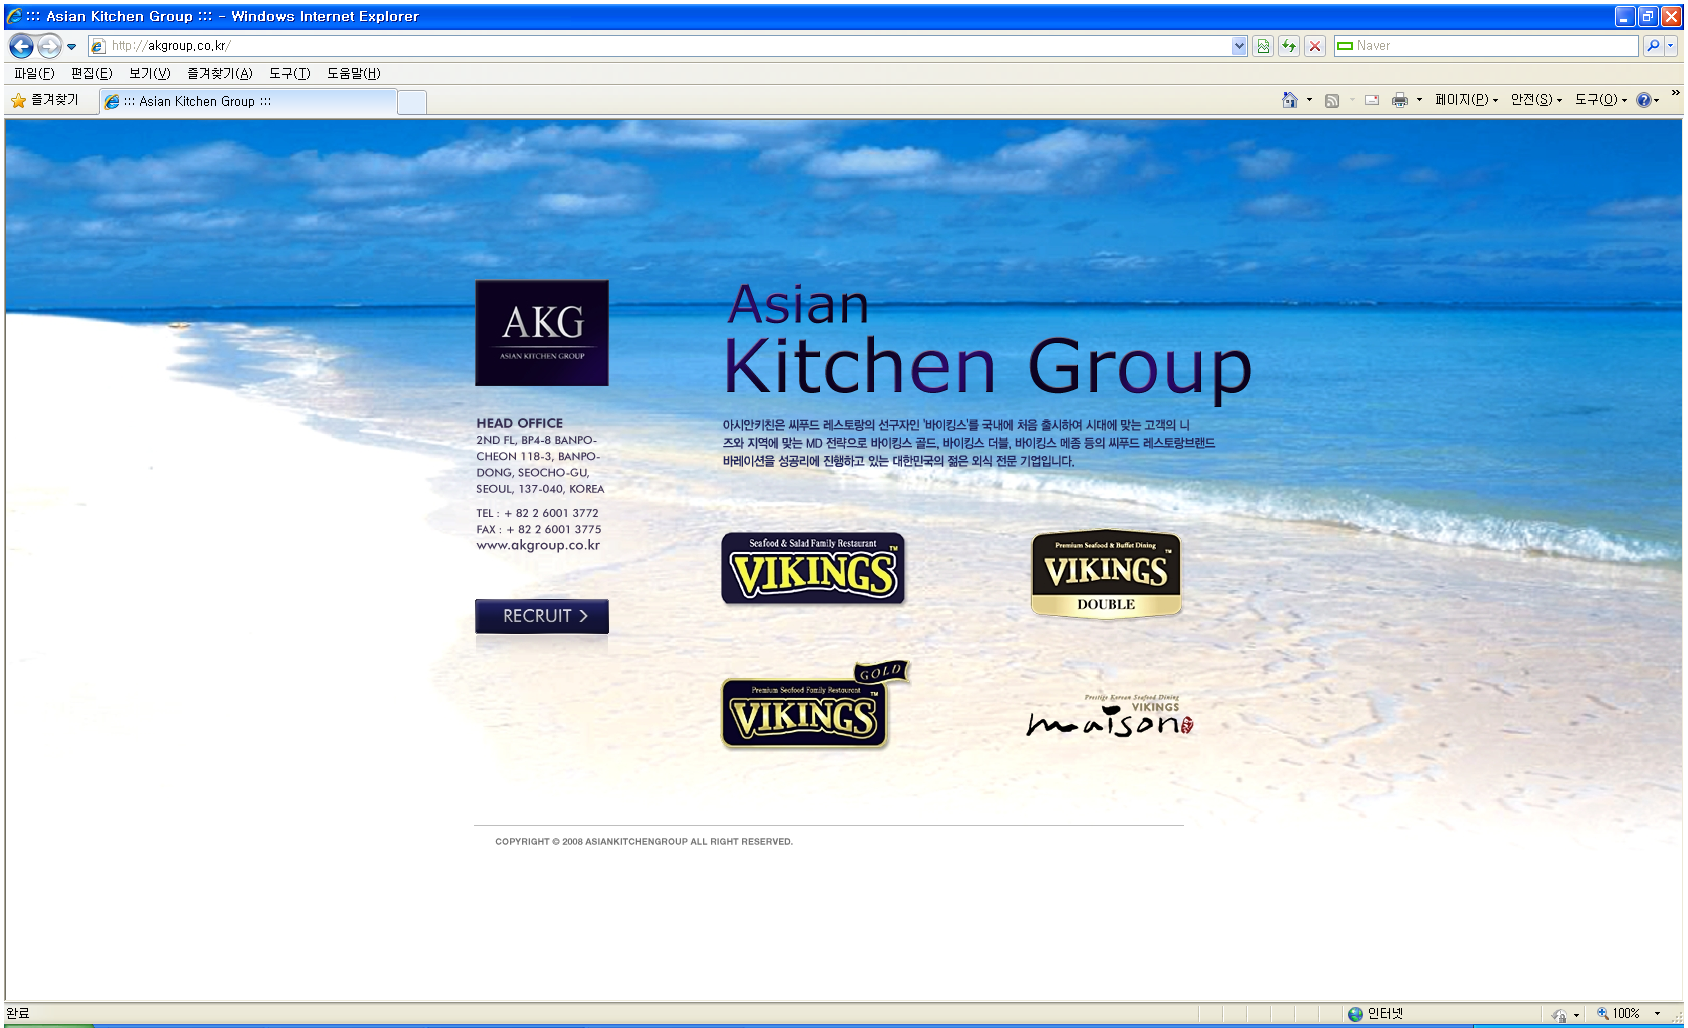 ::: Asian Kitchen Group ::: - Windows Internet Explorer
http://akgroup.co.kr/
Naver
파일(F) 편집(E) 보기(V) 즐겨찾기(A) 도구(T) 도움말(H)
즐겨찾기
::: Asian Kitchen Group :::
페이지(P) 안전(S) 도구(O)
AKG
ASIAN KITCHEN GROUP
HEAD OFFICE
2ND FL, BP4-8 BANPO-
CHEON 118-3, BANPO-
DONG, SEOCHO-GU,
SEOUL, 137-040, KOREA
TEL : + 82 2 6001 3772
FAX : + 82 2 6001 3775
www.akgroup.co.kr
RECRUIT >
Asian
Kitchen Group
아시안키친은 씨푸드 레스토랑의 선구자인 '바이킹스'를 국내에 처음 출시하여 시대에 맞는 고객의 니
즈와 지역에 맞는 MD 전략으로 바이킹스 골드, 바이킹스 더블, 바이킹스 메종 등의 씨푸드 레스토랑브랜드
바레이션을 성공리에 진행하고 있는 대한민국의 젊은 외식 전문 기업입니다.
Seafood & Salad Family Restaurant
VIKINGS™
Premium Seafood & Buffet Dining
VIKINGS™
DOUBLE
GOLD
Premium Seafood Family Restaurant
VIKINGS™
Prestige Korean Seafood Dining
VIKINGS
maison
COPYRIGHT © 2008 ASIANKITCHENGROUP ALL RIGHT RESERVED.
완료
인터넷
100%